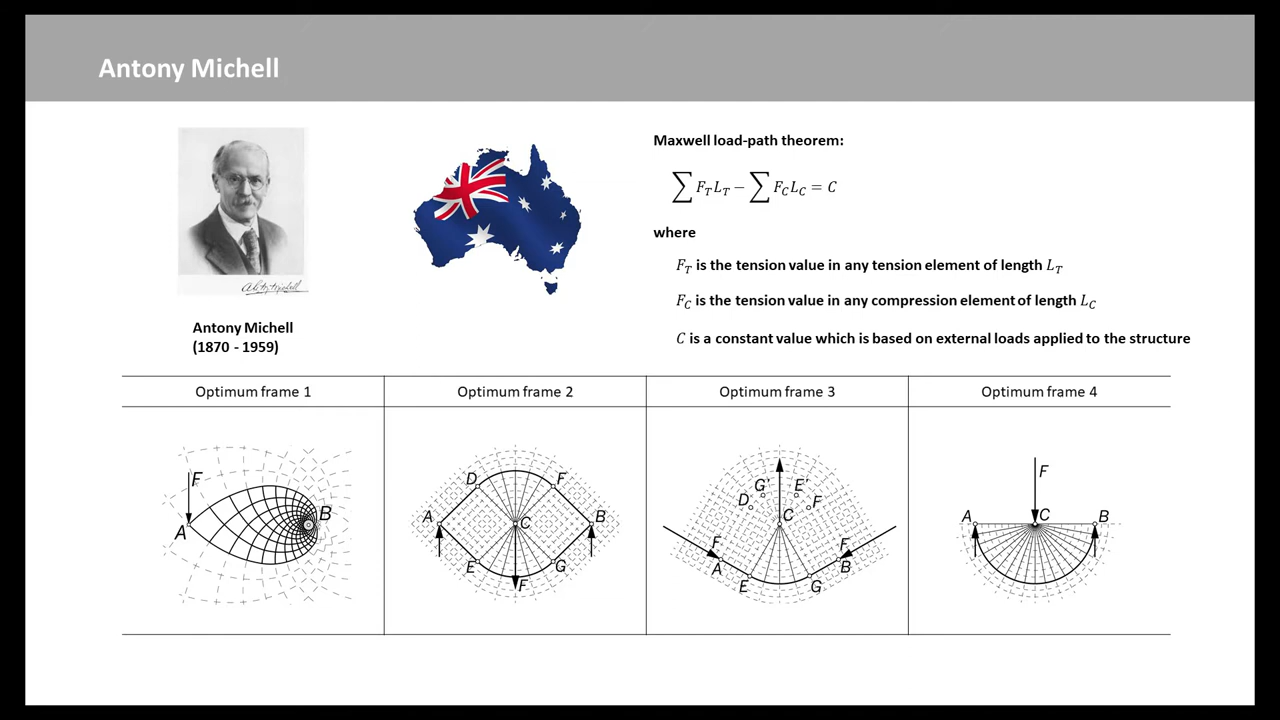 Antony Michell
Maxwell load-path theorem:
∑ F_T L_T − ∑ F_C L_C = C
where
F_T is the tension value in any tension element of length L_T
F_C is the tension value in any compression element of length L_C
C is a constant value which is based on external loads applied to the structure
Antony Michell
(1870 - 1959)
Optimum frame 1
Optimum frame 2
Optimum frame 3
Optimum frame 4
F
A
B
D
F
A
C
B
E
G
F
G'
E'
D
F
C
F
A
F
B
E
G
F
A
C
B